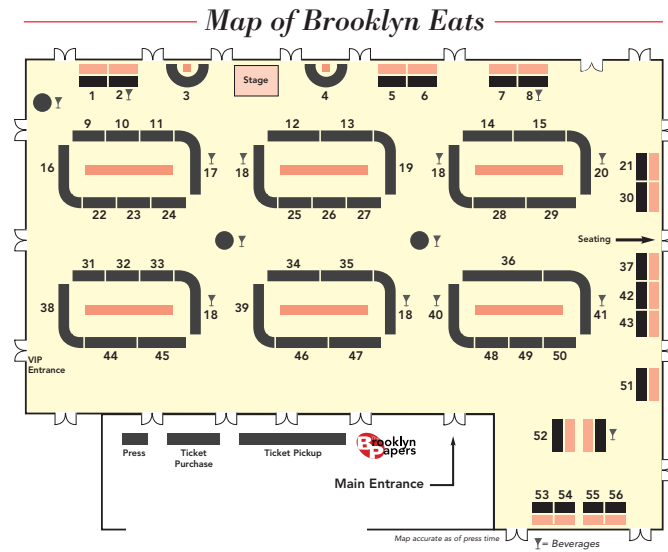 Map of Brooklyn Eats
Stage
1 2 3 4 5 6 7 8
9 10 11 12 13 14 15
16 17 18 19 18 20 21
30
22 23 24 25 26 27 28 29
Seating
31 32 33 34 35 36 37
38 18 39 18 40 41 42
43
44 45 46 47 48 49 50
VIP
Entrance
51
52
Press
Ticket
Purchase
Ticket Pickup
The
Brooklyn
Papers
Main Entrance
53 54 55 56
Map accurate as of press time
= Beverages